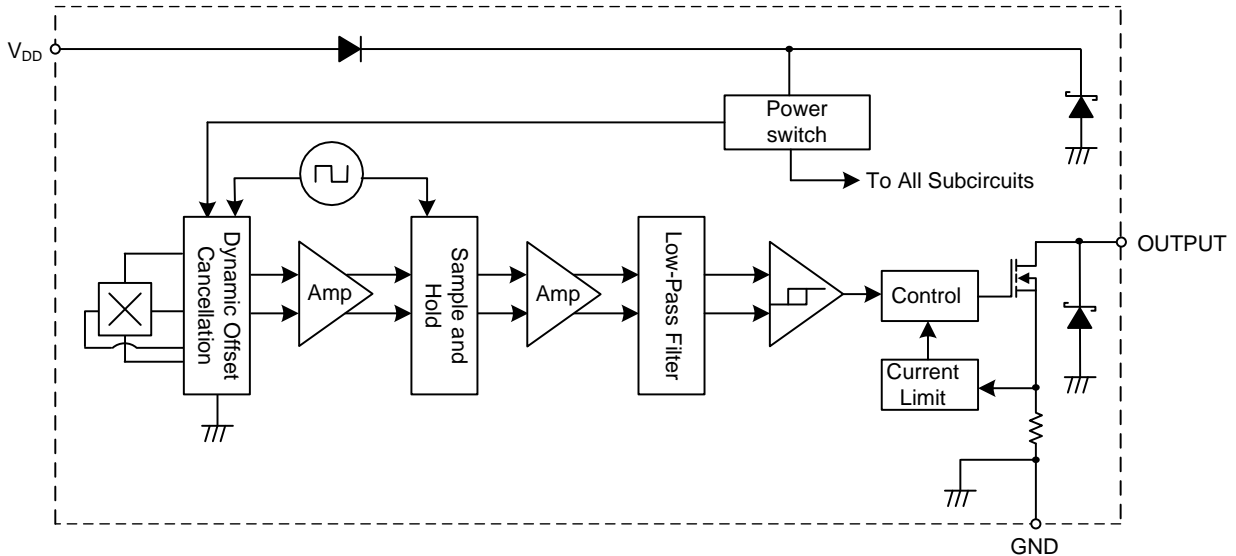 VDD
Power
switch
To All Subcircuits
OUTPUT
Dynamic Offset
Cancellation
Amp
Sample and
Hold
Amp
Low-Pass Filter
Control
Current
Limit
GND